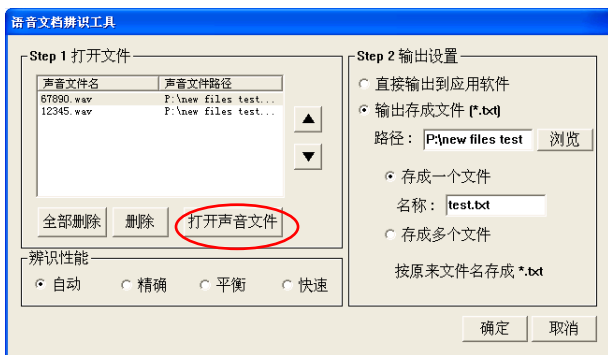 语音文档辨识工具
Step 1 打开文件
声音文件名 声音文件路径
67890.wav P:\new files test...
12345.wav P:\new files test...
全部删除 删除 打开声音文件
辨识性能
自动 精确 平衡 快速
Step 2 输出设置
直接输出到应用软件
输出存成文件 (*.txt)
路径： P:\new files test 浏览
存成一个文件
名称： test.txt
存成多个文件
按原来文件名存成 *.txt
确定 取消